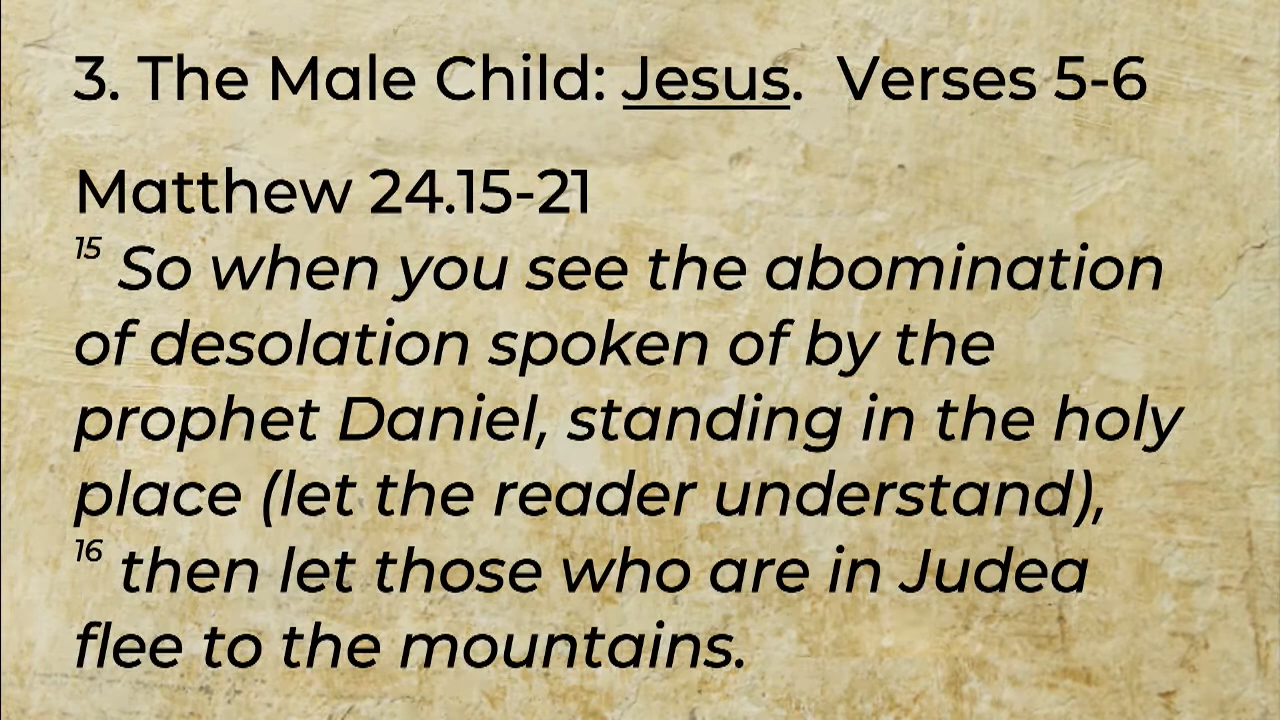 3. The Male Child: Jesus. Verses 5-6
Matthew 24.15-21
15 So when you see the abomination
of desolation spoken of by the
prophet Daniel, standing in the holy
place (let the reader understand),
16 then let those who are in Judea
flee to the mountains.